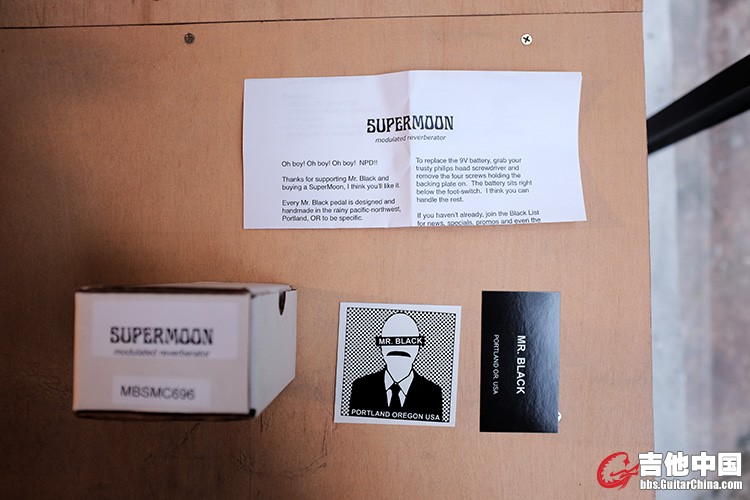 SUPERMOON
modulated reverberator
Oh boy! Oh boy! Oh boy!  NPD!!
Thanks for supporting Mr. Black and
buying a SuperMoon, I think you'll like it.
Every Mr. Black pedal is designed and
handmade in the rainy pacific-northwest,
Portland, OR to be specific.
To replace the 9V battery, grab your
trusty philips head screwdriver and
remove the four screws holding the
backing plate on.  The battery sits right
below the foot-switch.  I think you can
handle the rest.
If you haven't already, join the Black List
for news, specials, promos and even the
SUPERMOON
modulated reverberator
MBSMC696
MR. BLACK
PORTLAND OREGON USA
MR. BLACK
PORTLAND OR. USA
吉他中国
bbs.GuitarChina.com